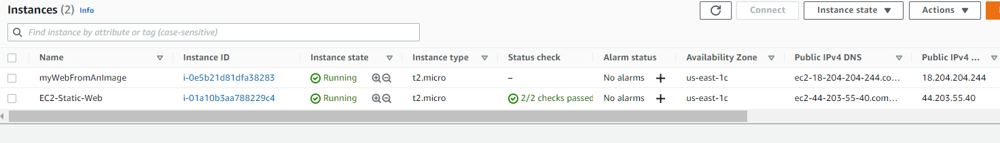 Instances (2) Info Connect Instance state Actions
Find instance by attribute or tag (case-sensitive)
Name Instance ID Instance state Instance type Status check Alarm status Availability Zone Public IPv4 DNS Public IPv4 ...
myWebFromAnImage i-0e5b21d81dfa38283 Running t2.micro – No alarms + us-east-1c ec2-18-204-204-244.co... 18.204.204.244
EC2-Static-Web i-01a10b3aa788229c4 Running t2.micro 2/2 checks passed No alarms + us-east-1c ec2-44-203-55-40.com... 44.203.55.40